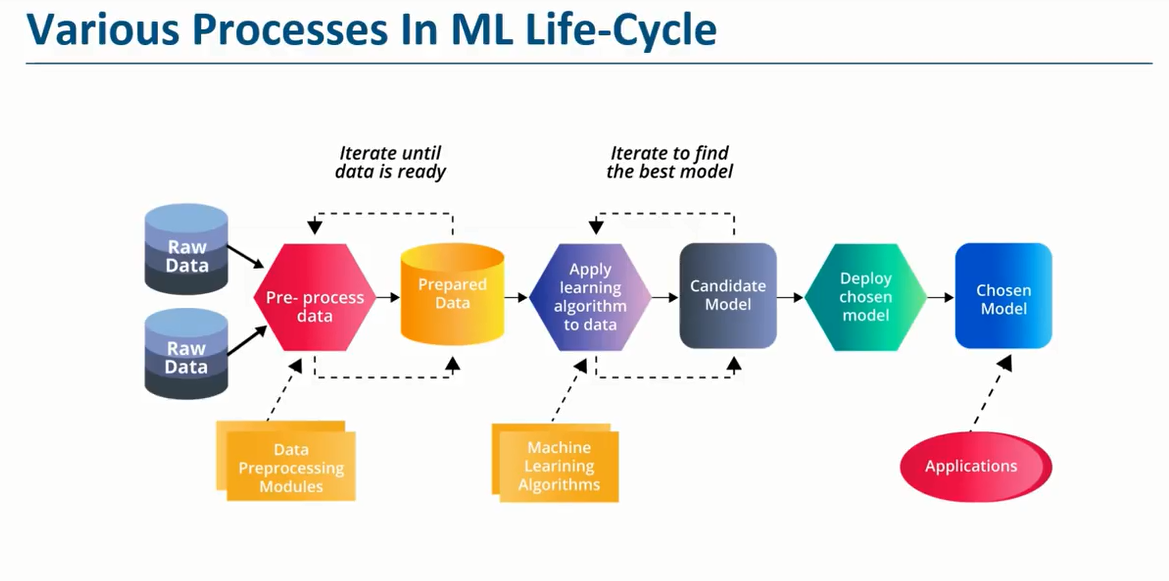 Various Processes In ML Life-Cycle
Iterate until
data is ready
Iterate to find
the best model
Raw
Data
Raw
Data
Pre- process
data
Prepared
Data
Apply
learning
algorithm
to data
Candidate
Model
Deploy
chosen
model
Chosen
Model
Data
Preprocessing
Modules
Machine
Learining
Algorithms
Applications